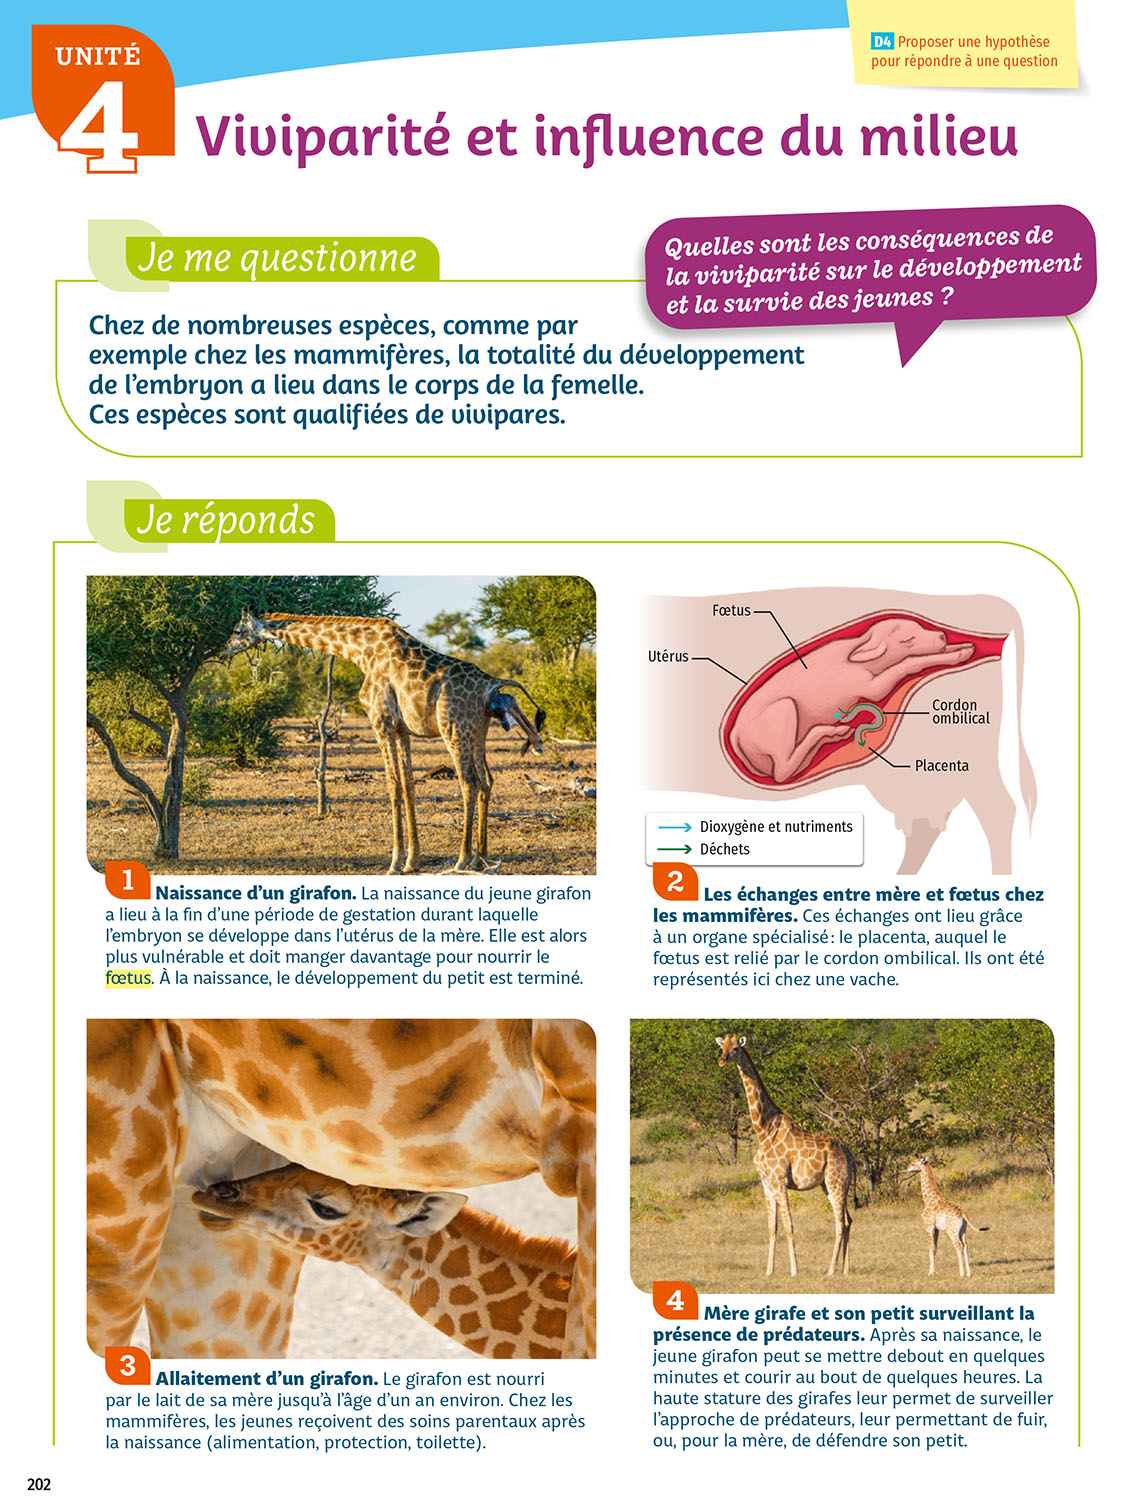 UNITÉ
4
D4 Proposer une hypothèse
pour répondre à une question
Viviparité et influence du milieu
Je me questionne
Quelles sont les conséquences de
la viviparité sur le développement
et la survie des jeunes ?
Chez de nombreuses espèces, comme par
exemple chez les mammifères, la totalité du développement
de l’embryon a lieu dans le corps de la femelle.
Ces espèces sont qualifiées de vivipares.
Je réponds
1 Naissance d’un girafon. La naissance du jeune girafon
a lieu à la fin d’une période de gestation durant laquelle
l’embryon se développe dans l’utérus de la mère. Elle est alors
plus vulnérable et doit manger davantage pour nourrir le
fœtus. À la naissance, le développement du petit est terminé.
Fœtus
Utérus
Cordon
ombilical
Placenta
Dioxygène et nutriments
Déchets
2 Les échanges entre mère et fœtus chez
les mammifères. Ces échanges ont lieu grâce
à un organe spécialisé : le placenta, auquel le
fœtus est relié par le cordon ombilical. Ils ont été
représentés ici chez une vache.
3 Allaitement d’un girafon. Le girafon est nourri
par le lait de sa mère jusqu’à l’âge d’un an environ. Chez les
mammifères, les jeunes reçoivent des soins parentaux après
la naissance (alimentation, protection, toilette).
4 Mère girafe et son petit surveillant la
présence de prédateurs. Après sa naissance, le
jeune girafon peut se mettre debout en quelques
minutes et courir au bout de quelques heures. La
haute stature des girafes leur permet de surveiller
l’approche de prédateurs, leur permettant de fuir,
ou, pour la mère, de défendre son petit.
202